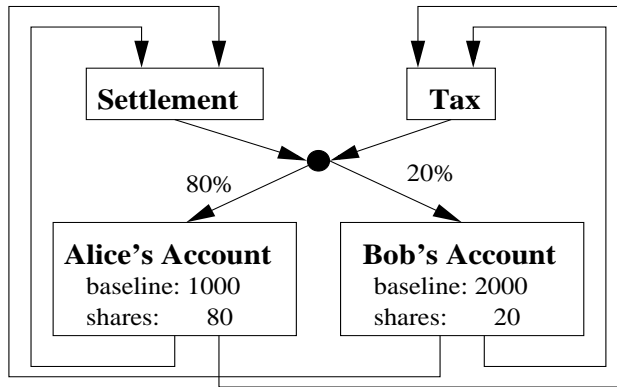 Settlement
Tax
80%
20%
Alice's Account
baseline: 1000
shares: 80
Bob's Account
baseline: 2000
shares: 20